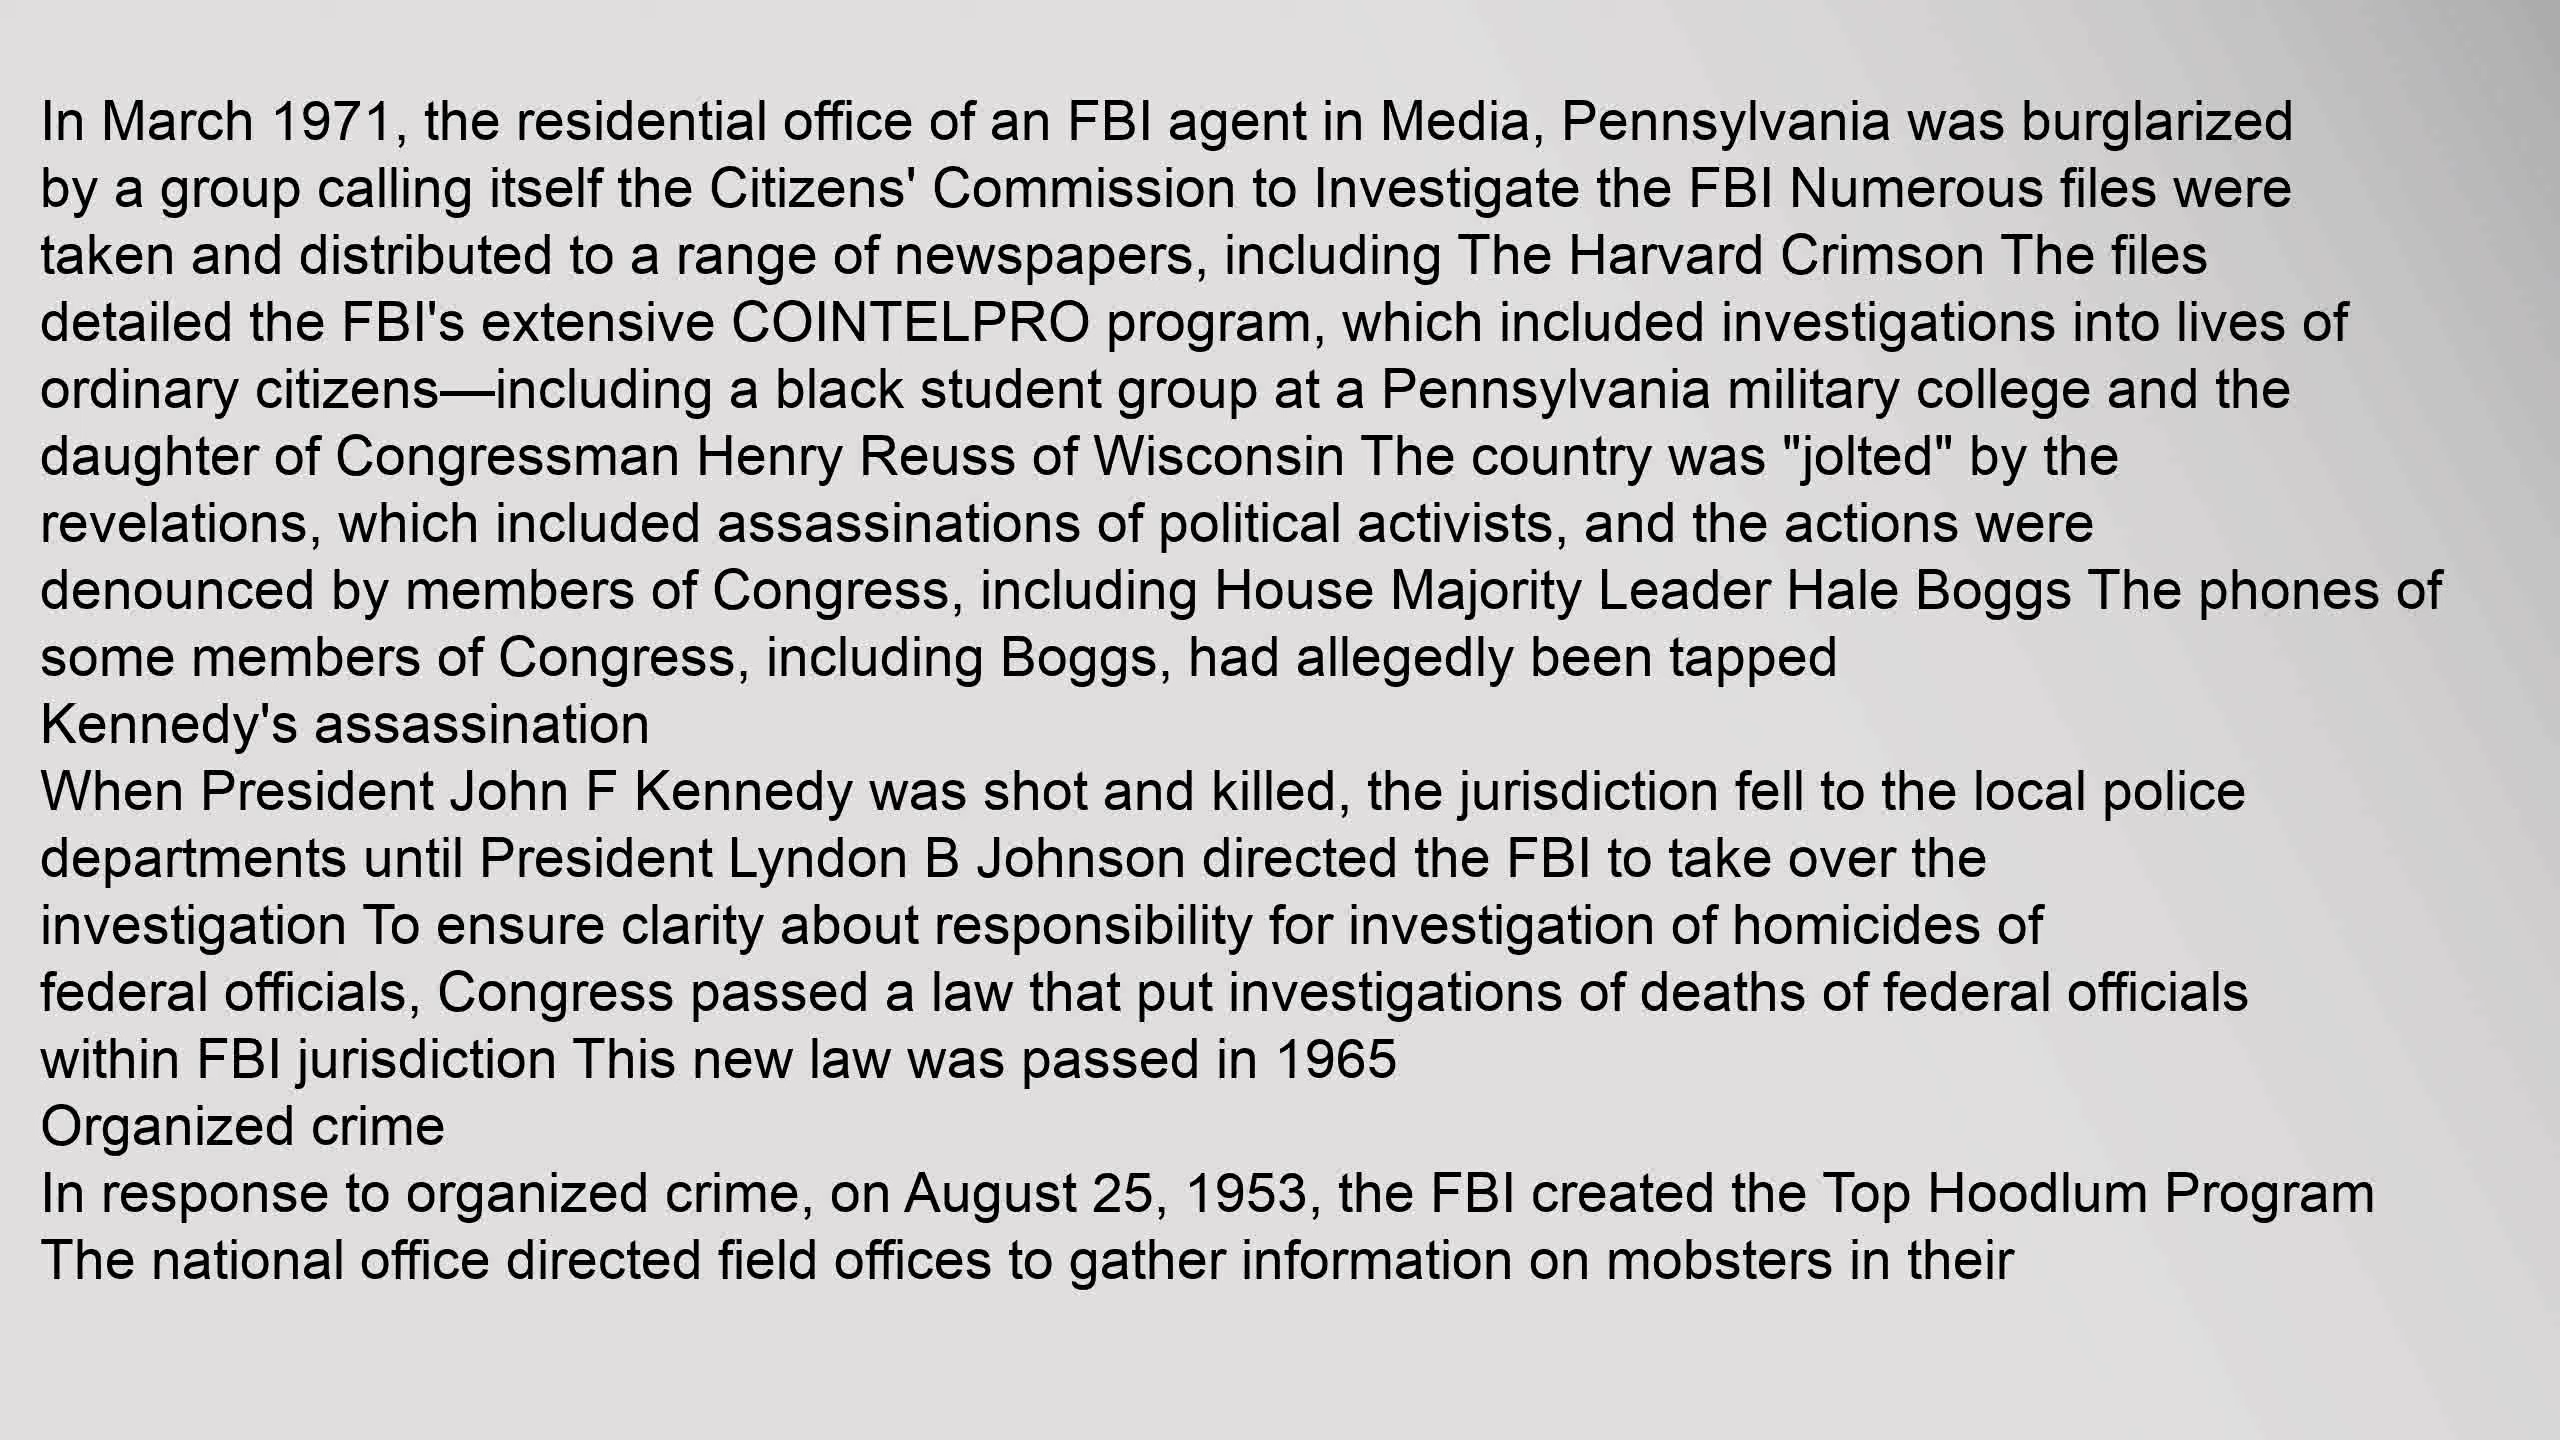 In March 1971, the residential office of an FBI agent in Media, Pennsylvania was burglarized
by a group calling itself the Citizens' Commission to Investigate the FBI Numerous files were
taken and distributed to a range of newspapers, including The Harvard Crimson The files
detailed the FBI's extensive COINTELPRO program, which included investigations into lives of
ordinary citizens—including a black student group at a Pennsylvania military college and the
daughter of Congressman Henry Reuss of Wisconsin The country was "jolted" by the
revelations, which included assassinations of political activists, and the actions were
denounced by members of Congress, including House Majority Leader Hale Boggs The phones of
some members of Congress, including Boggs, had allegedly been tapped
Kennedy's assassination
When President John F Kennedy was shot and killed, the jurisdiction fell to the local police
departments until President Lyndon B Johnson directed the FBI to take over the
investigation To ensure clarity about responsibility for investigation of homicides of
federal officials, Congress passed a law that put investigations of deaths of federal officials
within FBI jurisdiction This new law was passed in 1965
Organized crime
In response to organized crime, on August 25, 1953, the FBI created the Top Hoodlum Program
The national office directed field offices to gather information on mobsters in their